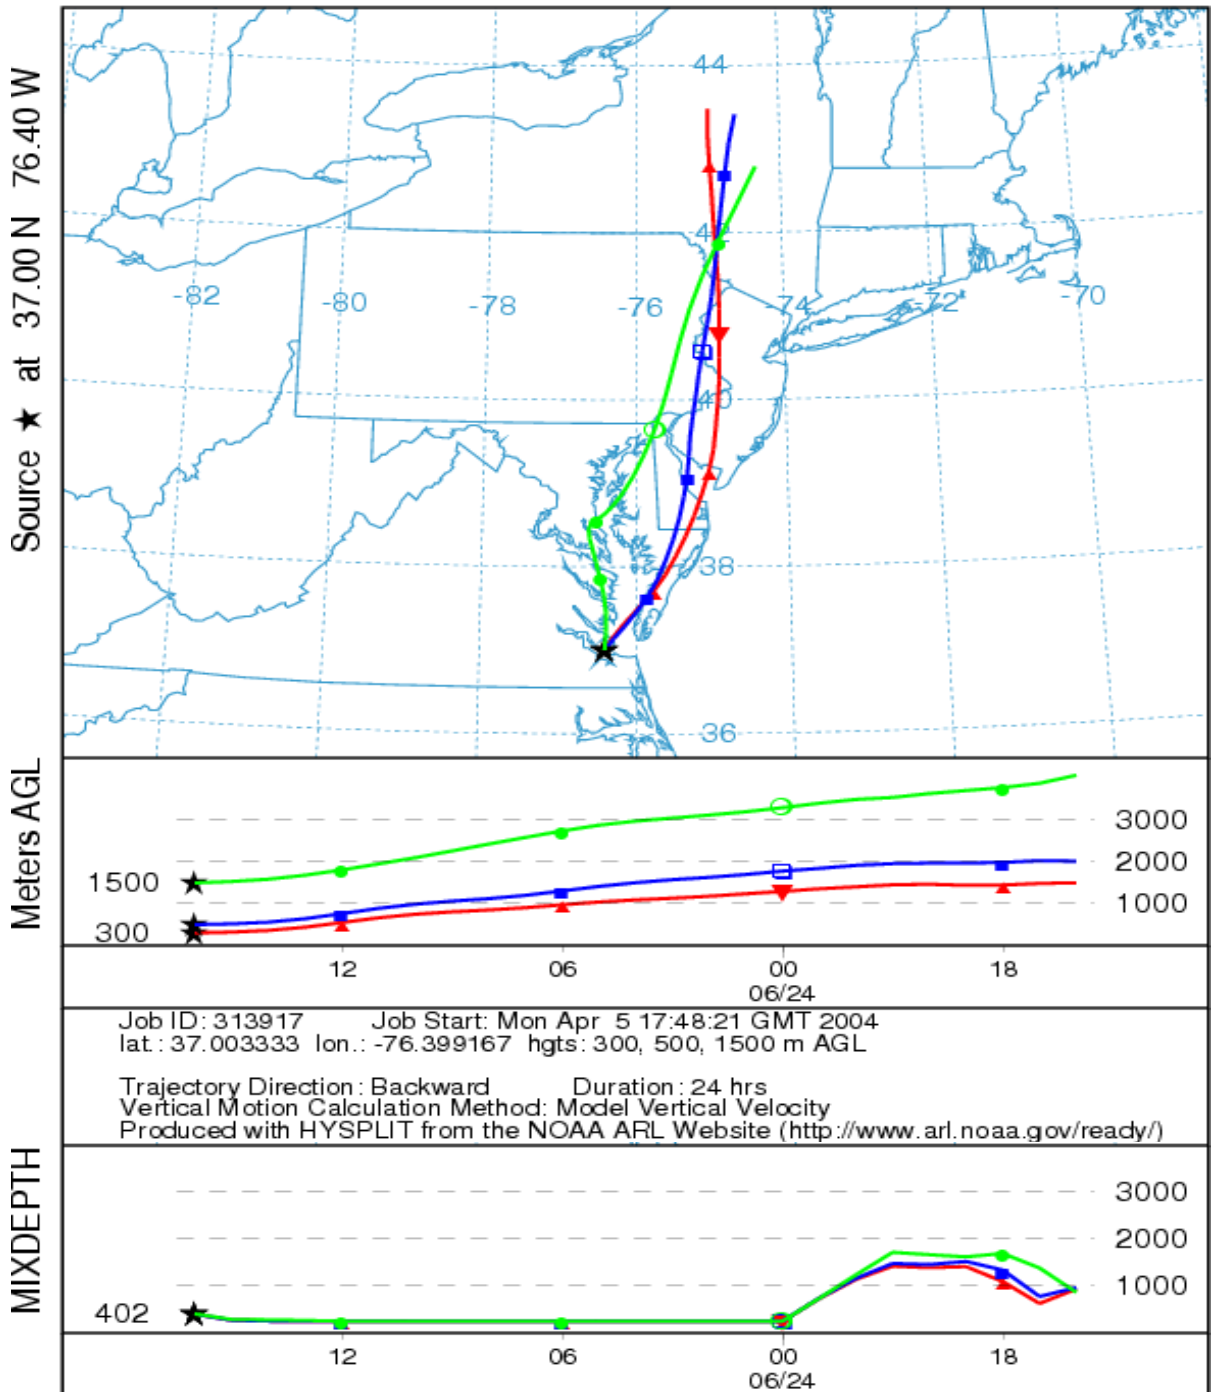 Source ★ at 37.00 N 76.40 W
44
42
-82
-80
-78
-76
-74
-72
-70
40
38
36
Meters AGL
1500
300
3000
2000
1000
12 06 00 18
06/24
Job ID: 313917 Job Start: Mon Apr 5 17:48:21 GMT 2004
lat.: 37.003333 lon.: -76.399167 hgts: 300, 500, 1500 m AGL
Trajectory Direction: Backward Duration: 24 hrs
Vertical Motion Calculation Method: Model Vertical Velocity
Produced with HYSPLIT from the NOAA ARL Website (http://www.arl.noaa.gov/ready/)
MIXDEPTH
402
3000
2000
1000
12 06 00 18
06/24